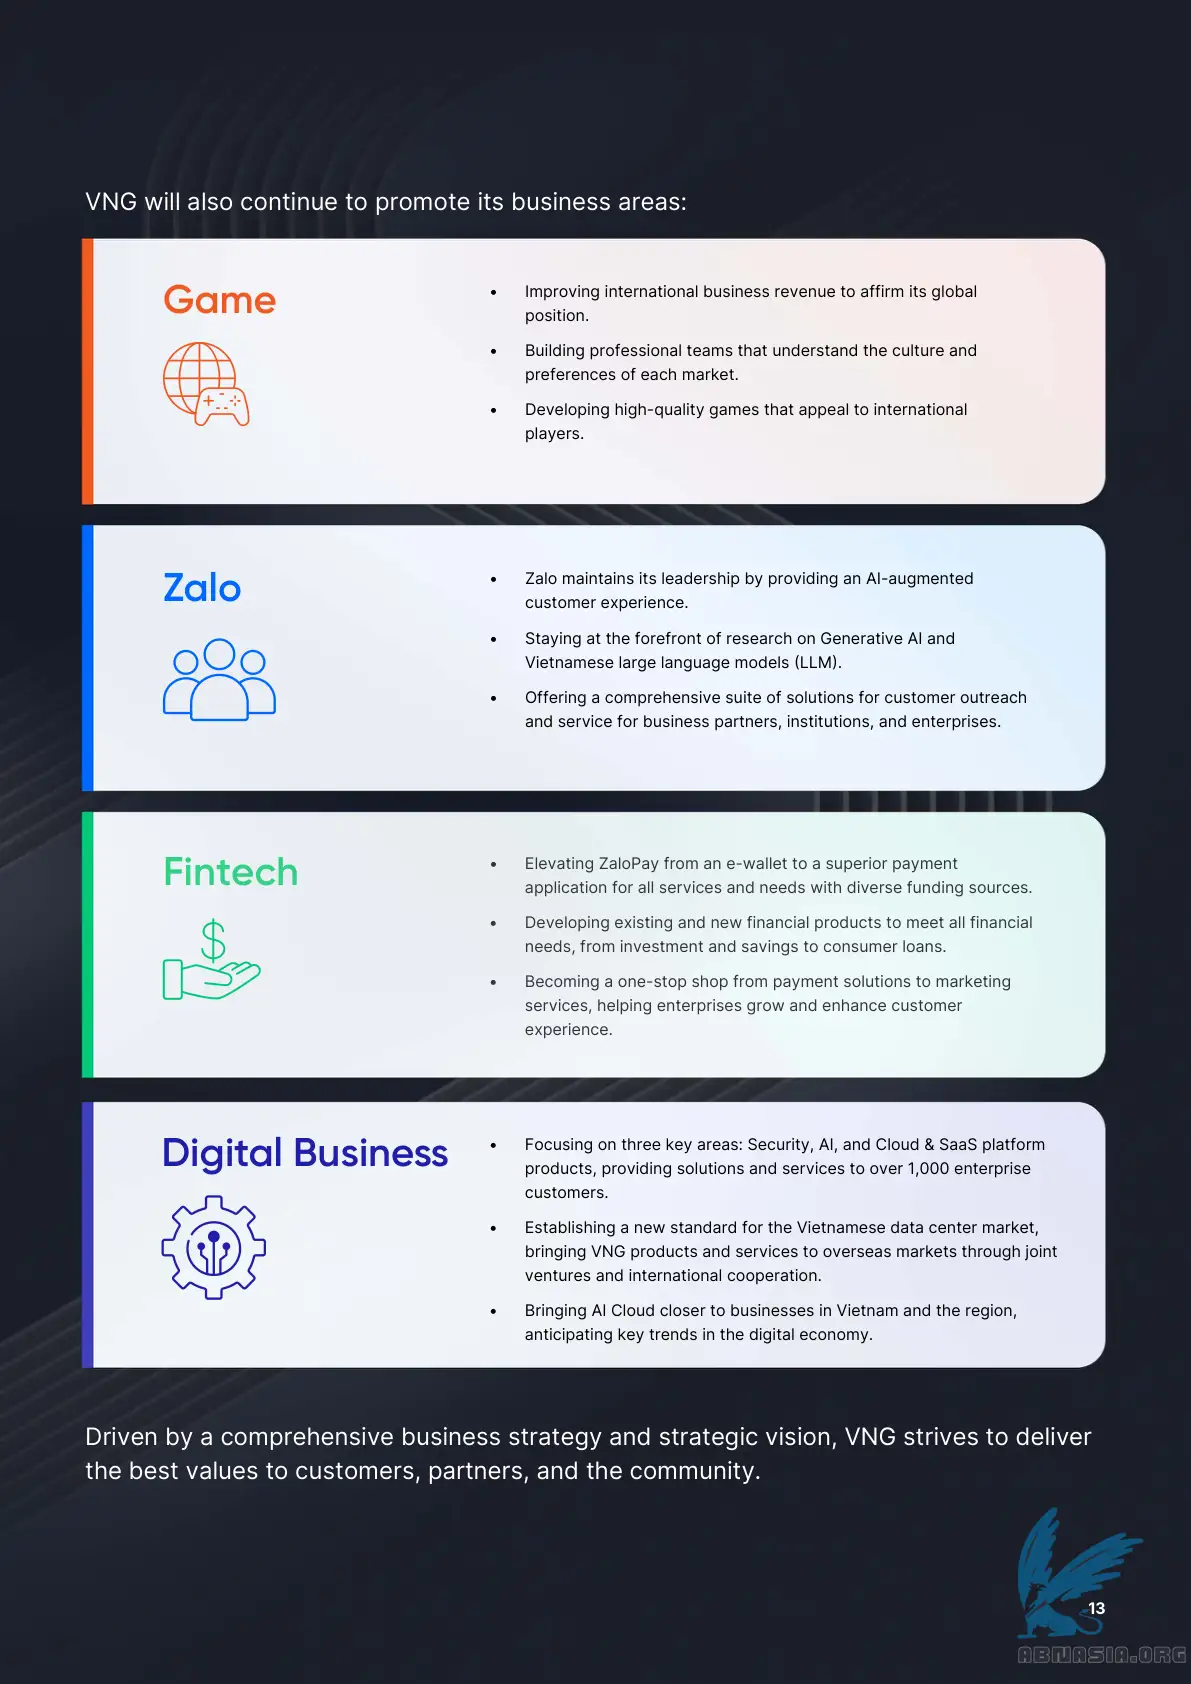 VNG will also continue to promote its business areas:
Game
• Improving international business revenue to affirm its global
position.
• Building professional teams that understand the culture and
preferences of each market.
• Developing high-quality games that appeal to international
players.
Zalo
• Zalo maintains its leadership by providing an AI-augmented
customer experience.
• Staying at the forefront of research on Generative AI and
Vietnamese large language models (LLM).
• Offering a comprehensive suite of solutions for customer outreach
and service for business partners, institutions, and enterprises.
Fintech
• Elevating ZaloPay from an e-wallet to a superior payment
application for all services and needs with diverse funding sources.
• Developing existing and new financial products to meet all financial
needs, from investment and savings to consumer loans.
• Becoming a one-stop shop from payment solutions to marketing
services, helping enterprises grow and enhance customer
experience.
Digital Business
• Focusing on three key areas: Security, AI, and Cloud & SaaS platform
products, providing solutions and services to over 1,000 enterprise
customers.
• Establishing a new standard for the Vietnamese data center market,
bringing VNG products and services to overseas markets through joint
ventures and international cooperation.
• Bringing AI Cloud closer to businesses in Vietnam and the region,
anticipating key trends in the digital economy.
Driven by a comprehensive business strategy and strategic vision, VNG strives to deliver
the best values to customers, partners, and the community.
13
ABNASIA.ORG